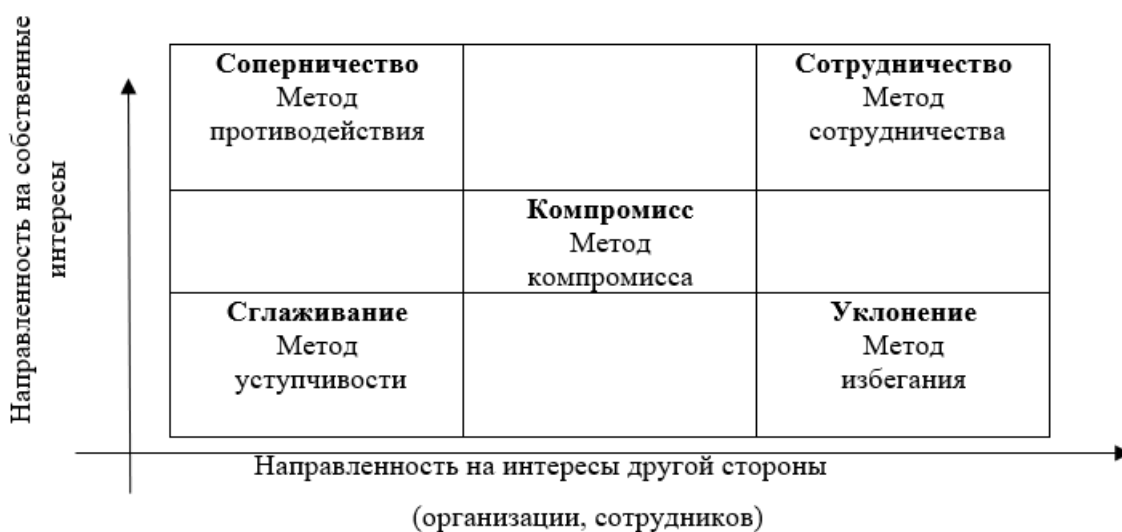 Направленность на собственные
интересы
Соперничество
Метод
противодействия
Сотрудничество
Метод
сотрудничества
Компромисс
Метод
компромисса
Сглаживание
Метод
уступчивости
Уклонение
Метод
избегания
Направленность на интересы другой стороны
(организации, сотрудников)